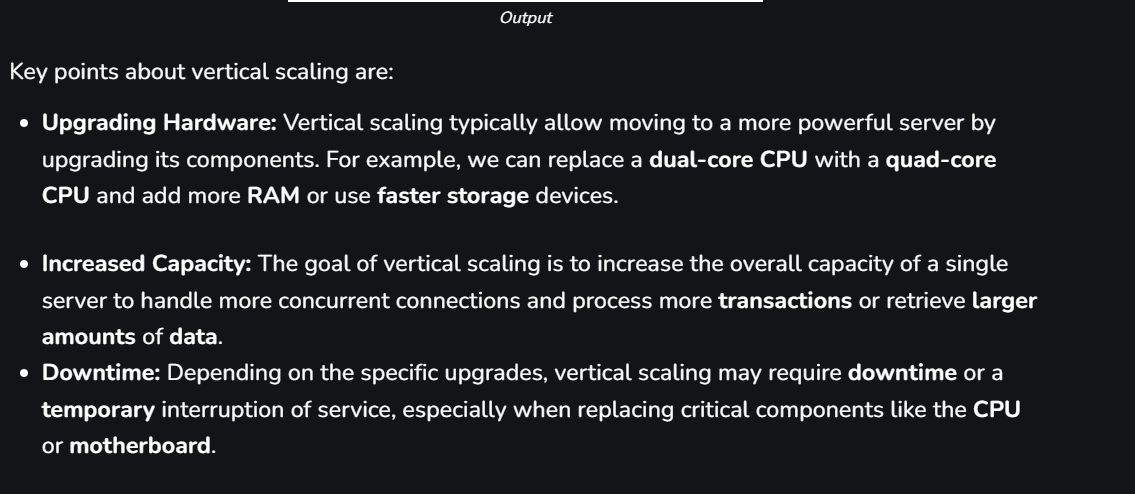 Output
Key points about vertical scaling are:
Upgrading Hardware: Vertical scaling typically allow moving to a more powerful server by
upgrading its components. For example, we can replace a dual-core CPU with a quad-core
CPU and add more RAM or use faster storage devices.
Increased Capacity: The goal of vertical scaling is to increase the overall capacity of a single
server to handle more concurrent connections and process more transactions or retrieve larger
amounts of data.
Downtime: Depending on the specific upgrades, vertical scaling may require downtime or a
temporary interruption of service, especially when replacing critical components like the CPU
or motherboard.